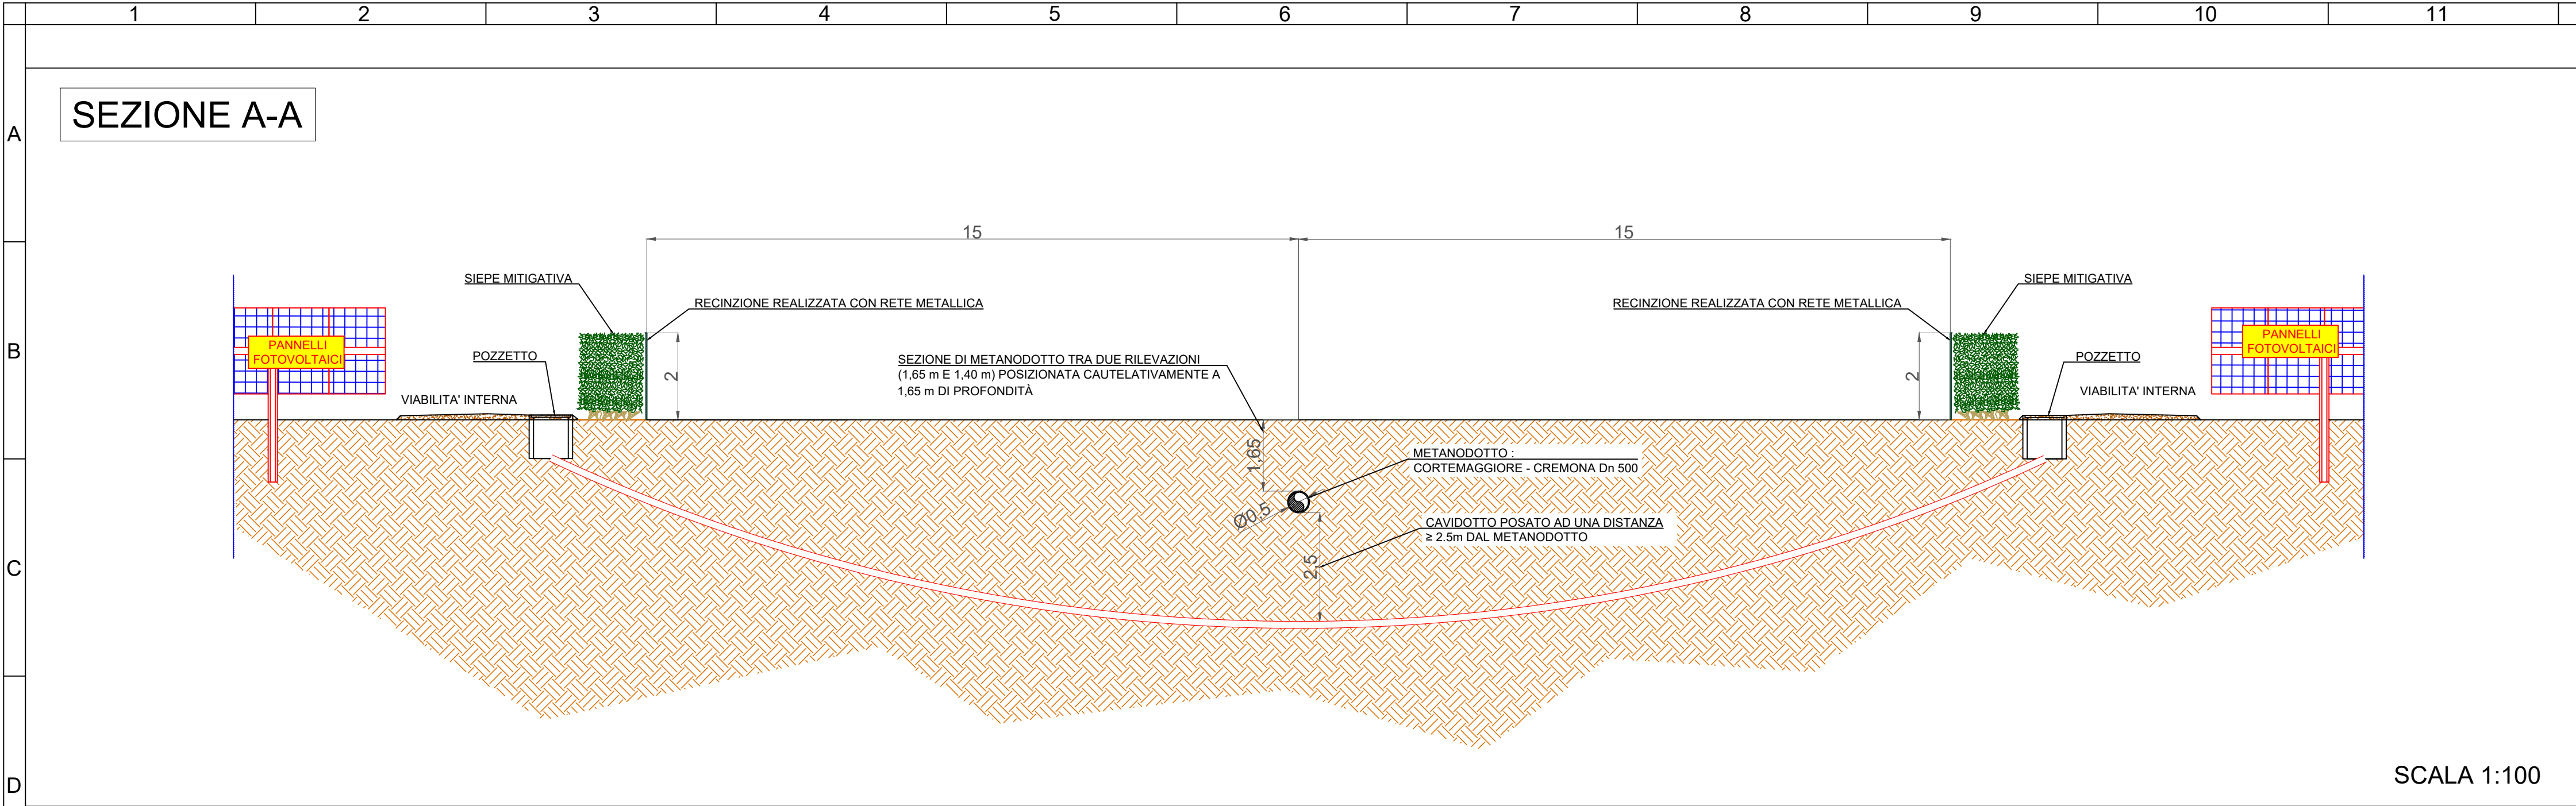 1 2 3 4 5 6 7 8 9 10 11
A
SEZIONE A-A
15 15
SIEPE MITIGATIVA
SIEPE MITIGATIVA
RECINZIONE REALIZZATA CON RETE METALLICA
RECINZIONE REALIZZATA CON RETE METALLICA
B
PANNELLI
FOTOVOLTAICI
POZZETTO
VIABILITA' INTERNA
2
SEZIONE DI METANODOTTO TRA DUE RILEVAZIONI
(1,65 m E 1,40 m) POSIZIONATA CAUTELATIVAMENTE A
1,65 m DI PROFONDITÀ
2
PANNELLI
FOTOVOLTAICI
POZZETTO
VIABILITA' INTERNA
1,65
METANODOTTO :
CORTEMAGGIORE - CREMONA Dn 500
Ø0,5
CAVIDOTTO POSATO AD UNA DISTANZA
≥ 2.5m DAL METANODOTTO
2,5
C
D
SCALA 1:100